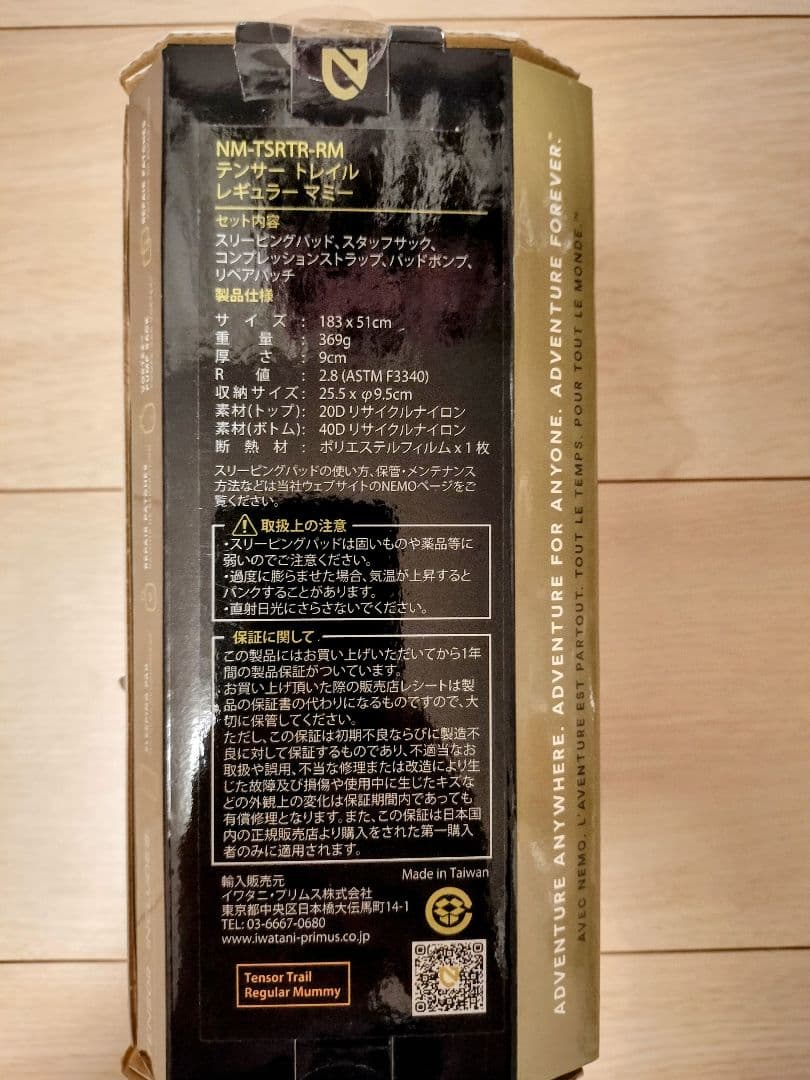 NM-TSRTR-RM
テンサー トレイル
レギュラー マミー
セット内容
スリーピングパッド、スタッフサック、
コンプレッションストラップ、パッドポンプ、
リペアパッチ
製品仕様
サイズ: 183 x 51cm
重量: 369g
厚さ: 9cm
R値: 2.8 (ASTM F3340)
収納サイズ: 25.5 x φ9.5cm
素材(トップ): 20D リサイクルナイロン
素材(ボトム): 40D リサイクルナイロン
断熱材: ポリエステルフィルム x 1 枚
スリーピングパッドの使い方、保管・メンテナンス
方法などは当社ウェブサイトのNEMOページをご
覧ください。
取扱上の注意
・スリーピングパッドは固いものや薬品等に
弱いのでご注意ください。
・過度に膨らませた場合、気温が上昇すると
パンクすることがあります。
・直射日光にさらさないでください。
保証に関して
この製品にはお買い上げいただいてから1年
間の製品保証がついています。
お買い上げ頂いた際の販売店レシートは製
品の保証書の代わりになるものですので、大
切に保管してください。
ただし、この保証は初期不良ならびに製造不
良に対して保証するものであり、不適当なお
取扱や誤用、不当な修理または改造により生
じた故障及び損傷や使用中に生じたキズな
どの外観上の変化は保証期間内であっても
有償修理となります。また、この保証は日本国
内の正規販売店より購入をされた第一購入
者のみに適用されます。
Made in Taiwan
輸入販売元
イワタニ・プリムス株式会社
東京都中央区日本橋大伝馬町14-1
TEL: 03-6667-0680
www.iwatani-primus.co.jp
Tensor Trail
Regular Mummy
ADVENTURE ANYWHERE. ADVENTURE FOR ANYONE. ADVENTURE FOREVER.™
AVEC NEMO, L'AVENTURE EST PARTOUT. TOUT LE TEMPS. POUR TOUT LE MONDE.™
REPAIR PATCHES
REPAIR PATCHES
SLEEPING PAD